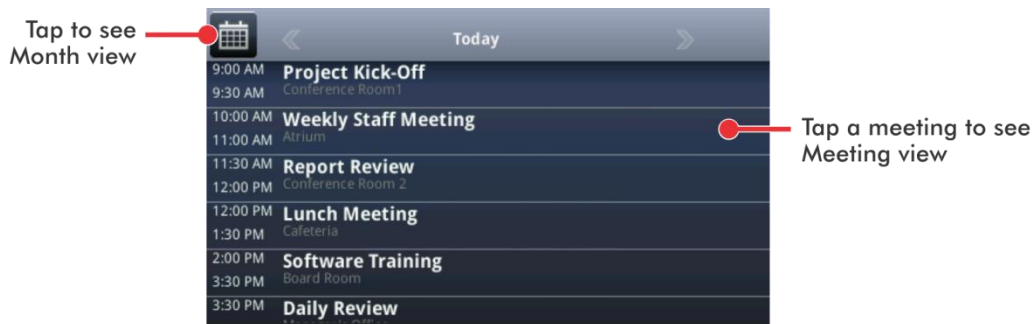 Tap to see
Month view
Today
9:00 AM Project Kick-Off
9:30 AM Conference Room1
10:00 AM Weekly Staff Meeting
11:00 AM Atrium
11:30 AM Report Review
12:00 PM Conference Room 2
12:00 PM Lunch Meeting
1:30 PM Cafeteria
2:00 PM Software Training
3:30 PM Board Room
3:30 PM Daily Review
Tap a meeting to see
Meeting view